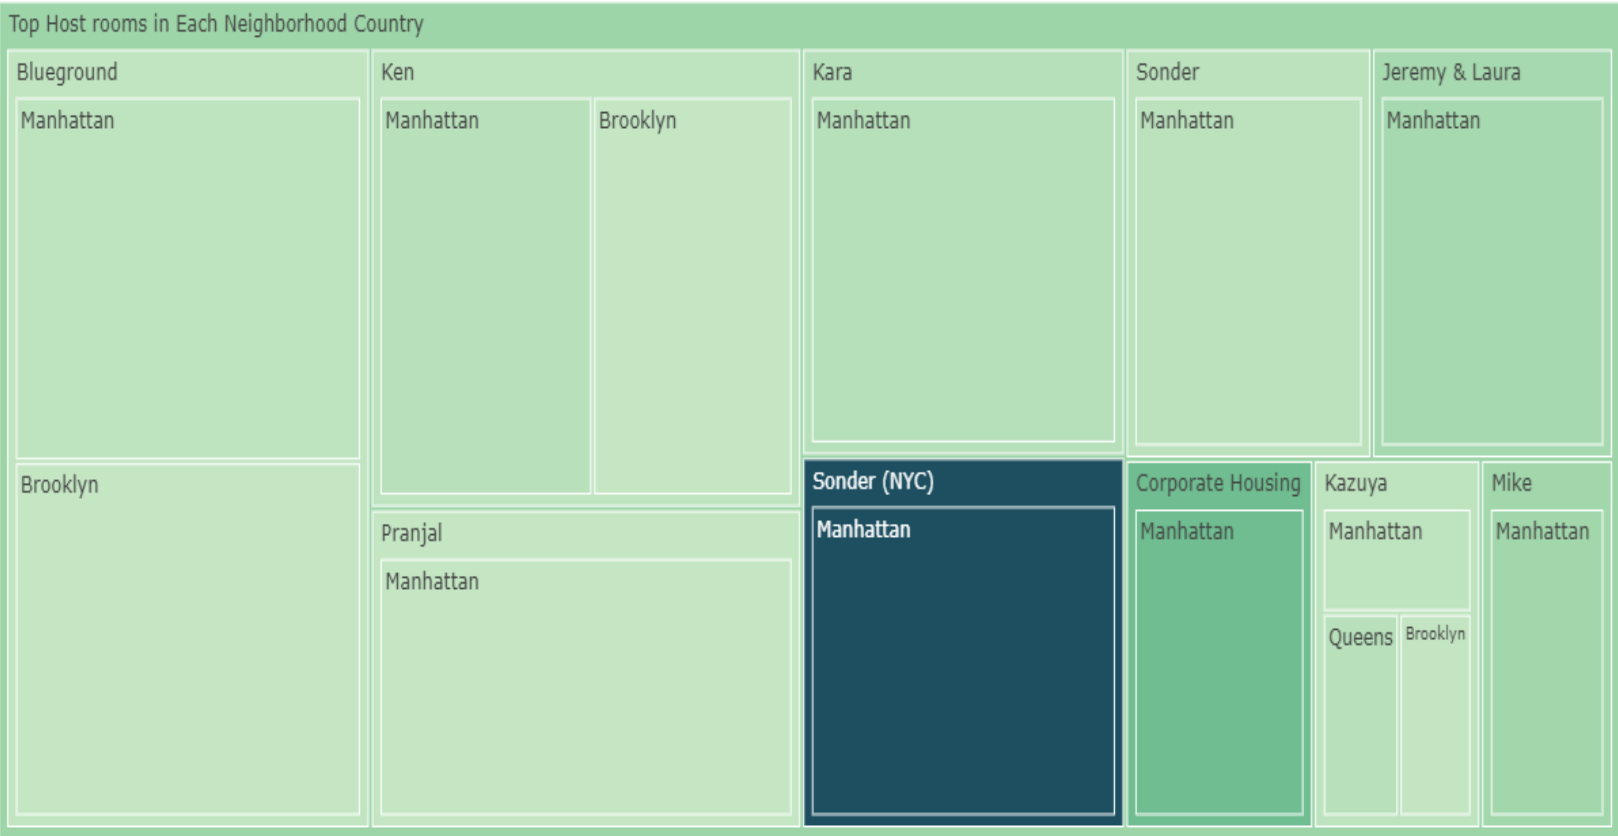 Top Host rooms in Each Neighborhood Country
Blueground
Manhattan
Brooklyn
Ken
Manhattan
Brooklyn
Pranjal
Manhattan
Kara
Manhattan
Sonder (NYC)
Manhattan
Sonder
Manhattan
Jeremy & Laura
Manhattan
Corporate Housing
Manhattan
Kazuya
Manhattan
Queens
Brooklyn
Mike
Manhattan